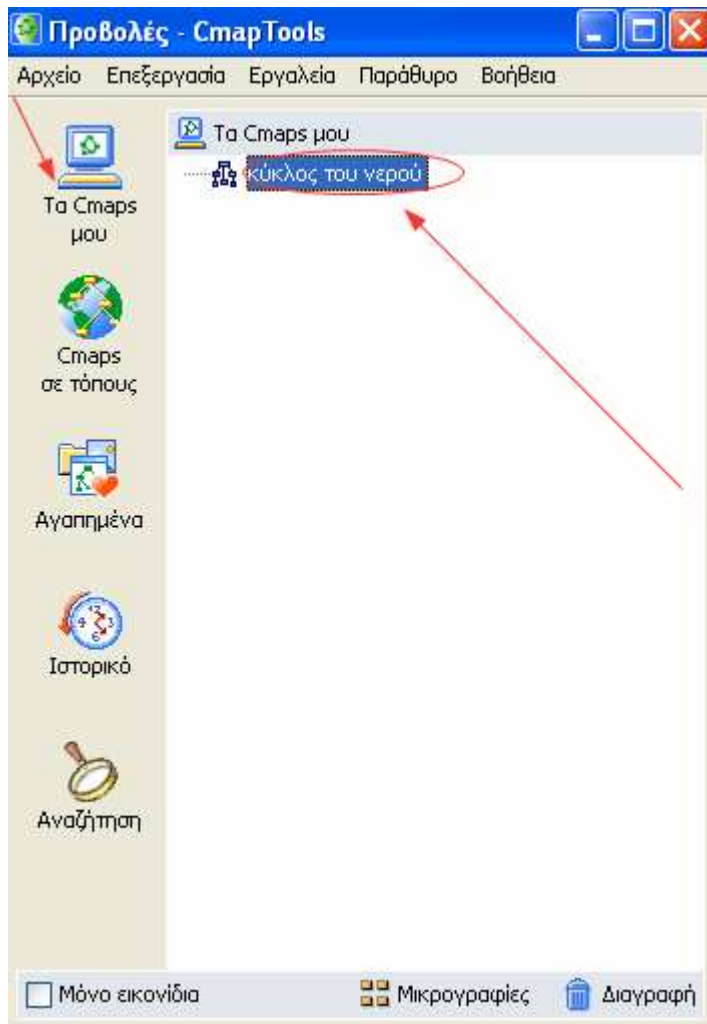 Προβολές - CmapTools
Αρχείο Επεξεργασία Εργαλεία Παράθυρο Βοήθεια
Τα Cmaps μου
κύκλος του νερού
Τα Cmaps
μου
Cmaps
σε τόπους
Αγαπημένα
Ιστορικό
Αναζήτηση
Μόνο εικονίδια
Μικρογραφίες
Διαγραφή